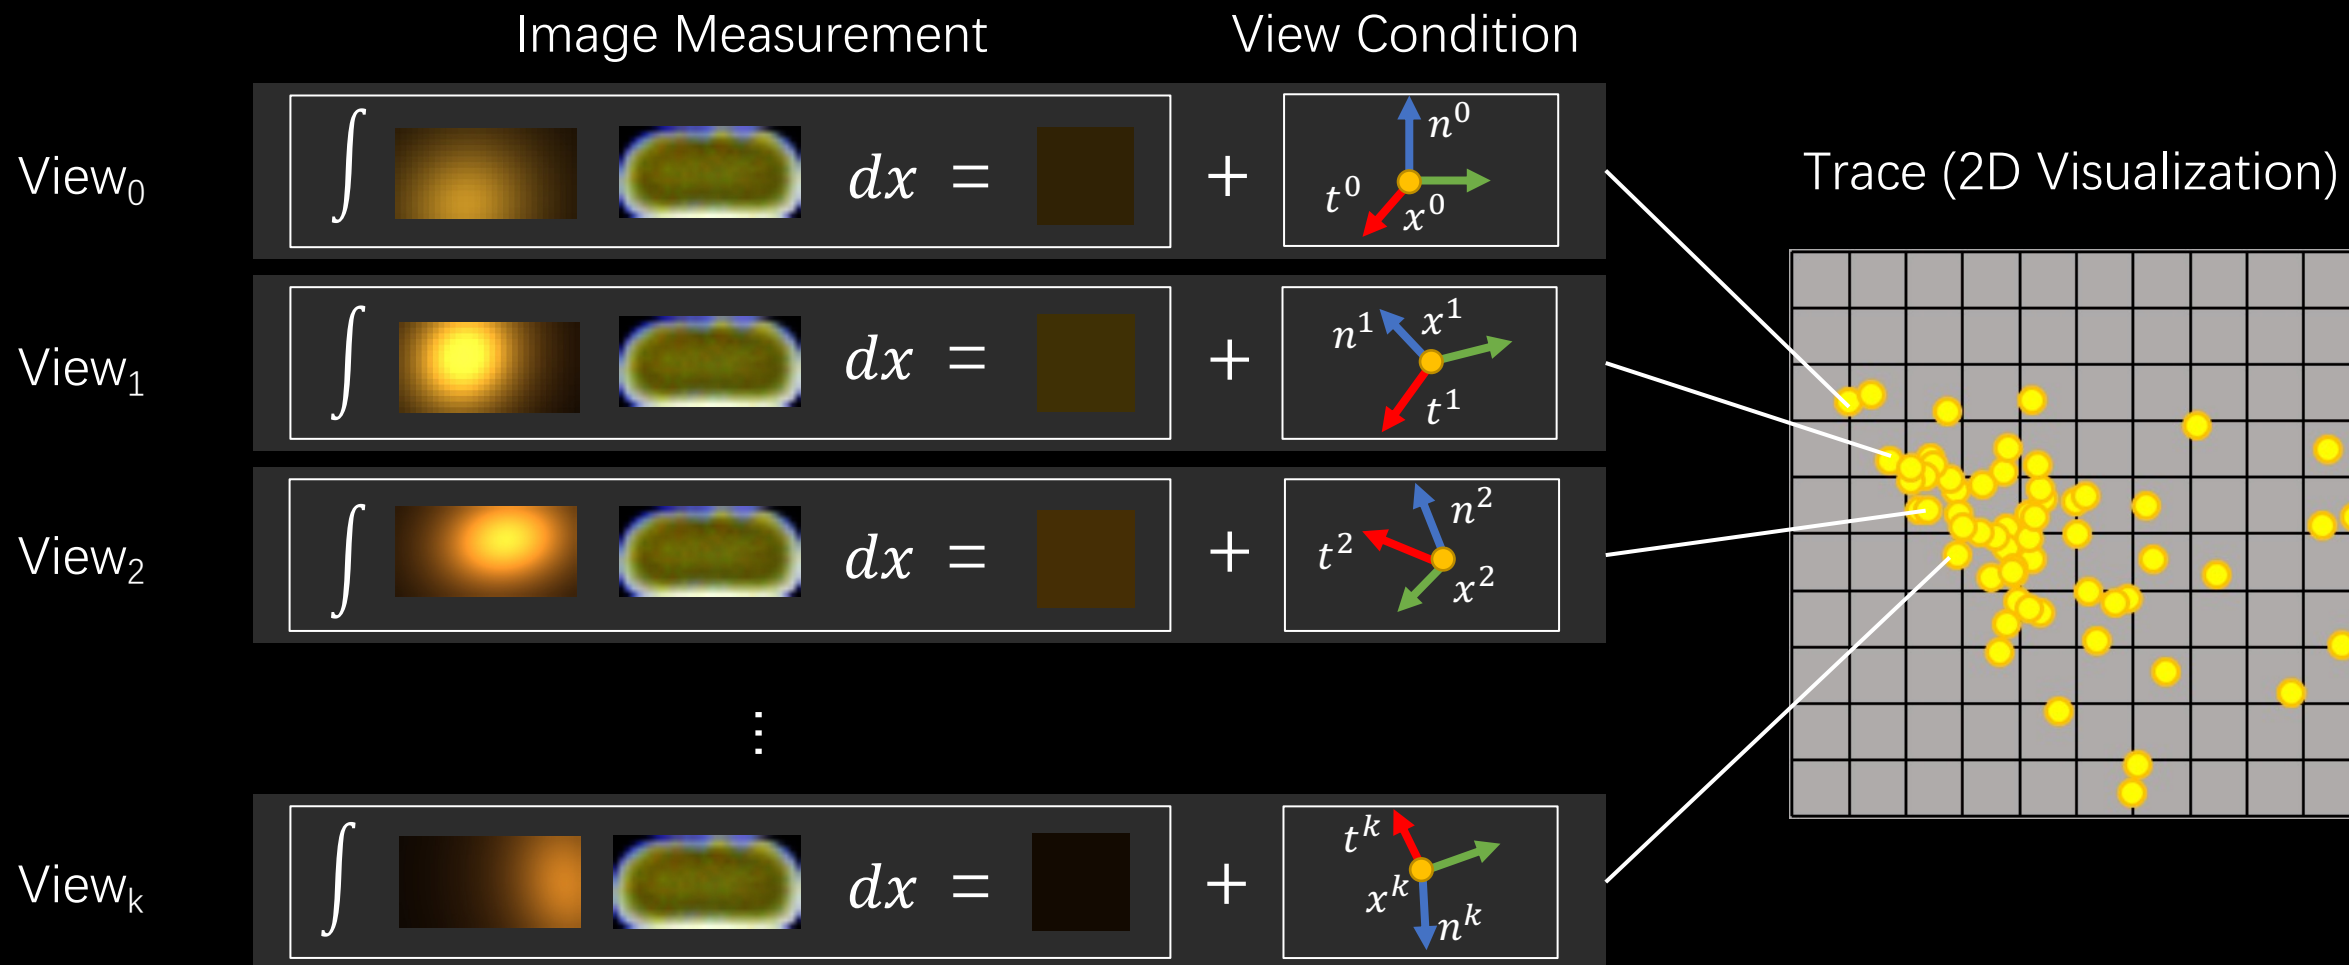 Image Measurement View Condition
View₀ ∫ dx = + n⁰ t⁰ x⁰
Trace (2D Visualization)
View₁ ∫ dx = + n¹ x¹ t¹
View₂ ∫ dx = + n² t² x²
⋮
Viewₖ ∫ dx = + tᵏ xᵏ nᵏ